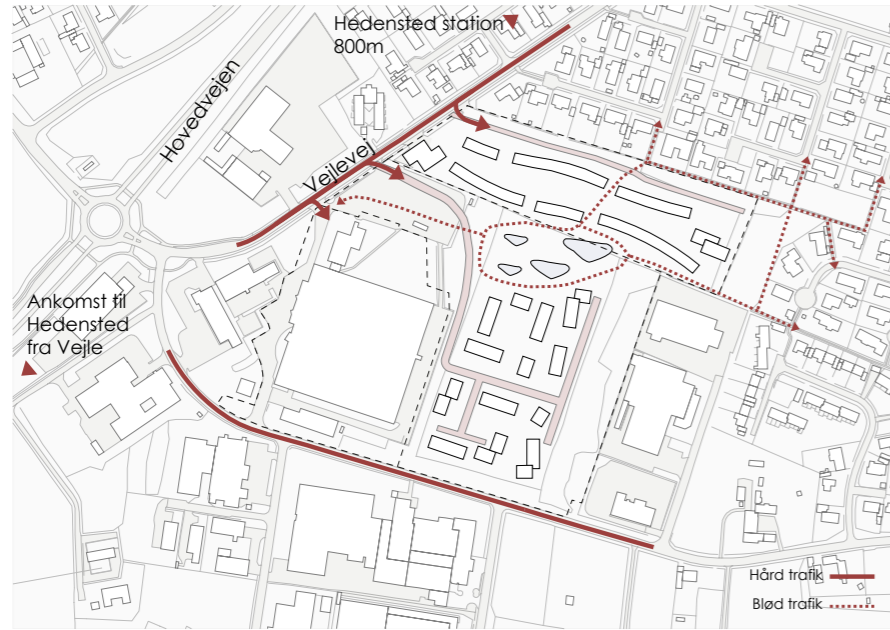 Hedensted station
800m
Hovedvejen
Vejlevej
Ankomst til
Hedensted
fra Vejle
Hård trafik
Blød trafik